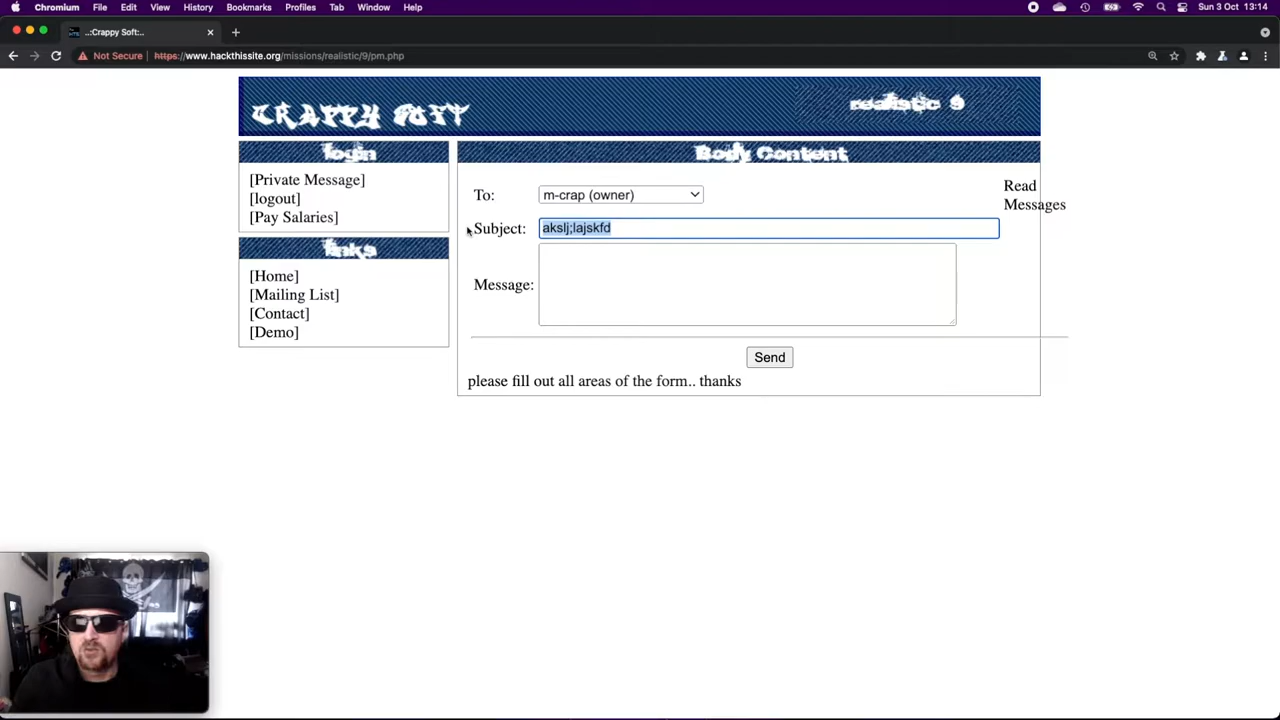 Chromium File Edit View History Bookmarks Profiles Tab Window Help Sun 3 Oct 13:14
..:Crappy Soft:..
Not Secure https://www.hackthissite.org/missions/realistic/9/pm.php
CRAPPY SOFT realistic 9
login
[Private Message]
[logout]
[Pay Salaries]
links
[Home]
[Mailing List]
[Contact]
[Demo]
Body Content
To: m-crap (owner) Read
Messages
Subject: akslj;lajskfd
Message:
Send
please fill out all areas of the form.. thanks